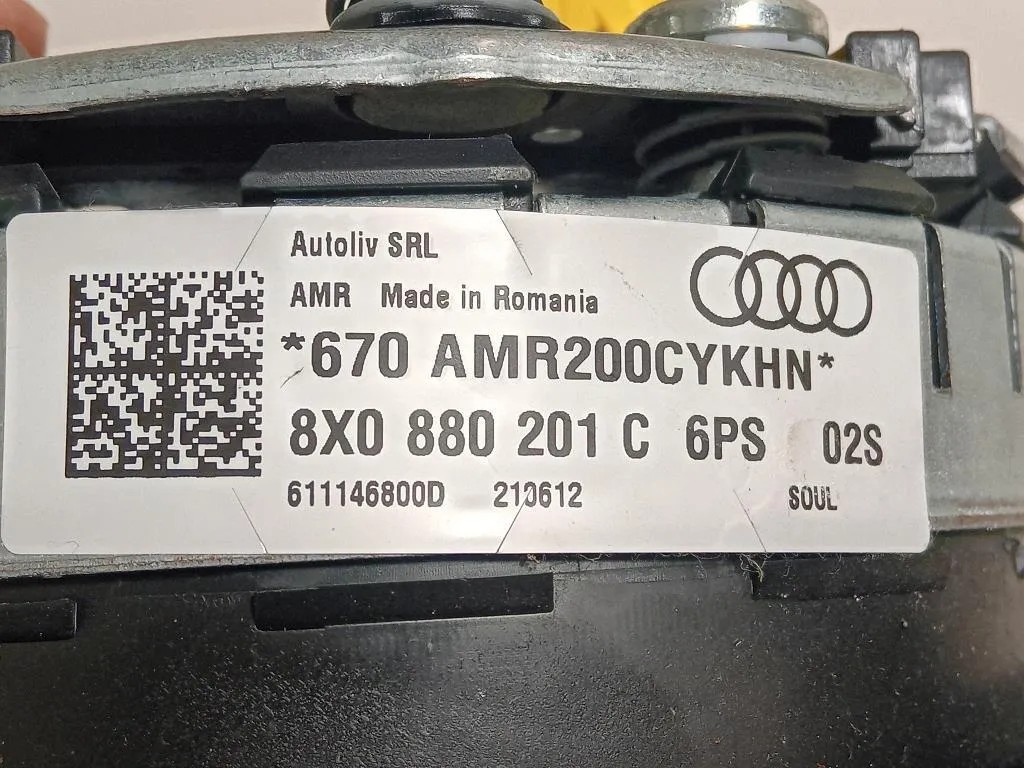 Autoliv SRL
AMR Made in Romania
*670 AMR200CYKHN*
8X0 880 201 C 6PS 02S
611146800D 210612 SOUL